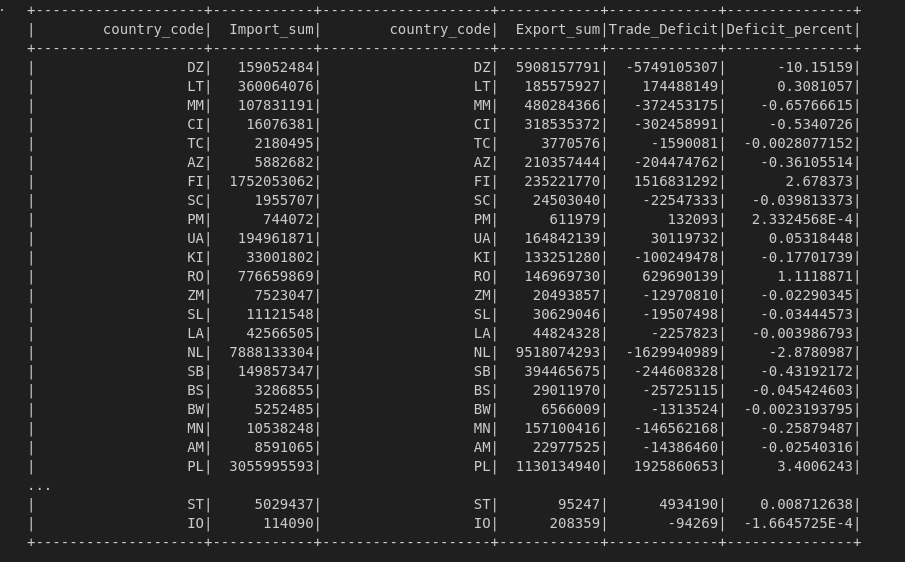 +--------------------+------------+--------------------+------------+-------------+---------------+
|        country_code|  Import_sum|        country_code|  Export_sum|Trade_Deficit|Deficit_percent|
+--------------------+------------+--------------------+------------+-------------+---------------+
|                  DZ|   159052484|                  DZ|  5908157791|  -5749105307|      -10.15159|
|                  LT|   360064076|                  LT|   185575927|    174488149|      0.3081057|
|                  MM|   107831191|                  MM|   480284366|   -372453175|    -0.65766615|
|                  CI|    16076381|                  CI|   318535372|   -302458991|     -0.5340726|
|                  TC|     2180495|                  TC|     3770576|     -1590081|  -0.0028077152|
|                  AZ|     5882682|                  AZ|   210357444|   -204474762|    -0.36105514|
|                  FI|  1752053062|                  FI|   235221770|   1516831292|       2.678373|
|                  SC|     1955707|                  SC|    24503040|    -22547333|   -0.039813373|
|                  PM|      744072|                  PM|      611979|       132093|   2.3324568E-4|
|                  UA|   194961871|                  UA|   164842139|     30119732|     0.05318448|
|                  KI|    33001802|                  KI|   133251280|   -100249478|    -0.17701739|
|                  RO|   776659869|                  RO|   146969730|    629690139|      1.1118871|
|                  ZM|     7523047|                  ZM|    20493857|    -12970810|    -0.02290345|
|                  SL|    11121548|                  SL|    30629046|    -19507498|    -0.03444573|
|                  LA|    42566505|                  LA|    44824328|     -2257823|   -0.003986793|
|                  NL|  7888133304|                  NL|  9518074293|  -1629940989|     -2.8780987|
|                  SB|   149857347|                  SB|   394465675|   -244608328|    -0.43192172|
|                  BS|     3286855|                  BS|    29011970|    -25725115|   -0.045424603|
|                  BW|     5252485|                  BW|     6566009|     -1313524|  -0.0023193795|
|                  MN|    10538248|                  MN|   157100416|   -146562168|    -0.25879487|
|                  AM|     8591065|                  AM|    22977525|    -14386460|    -0.02540316|
|                  PL|  3055995593|                  PL|  1130134940|   1925860653|      3.4006243|
...
|                  ST|     5029437|                  ST|       95247|      4934190|    0.008712638|
|                  IO|      114090|                  IO|      208359|       -94269|  -1.6645725E-4|
+--------------------+------------+--------------------+------------+-------------+---------------+